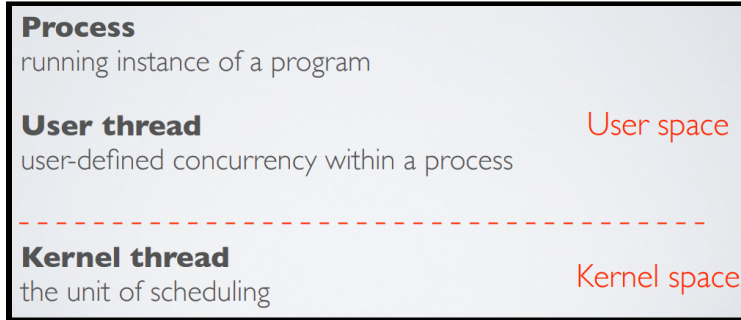 Process
running instance of a program
User thread
User space
user-defined concurrency within a process
Kernel thread
Kernel space
the unit of scheduling